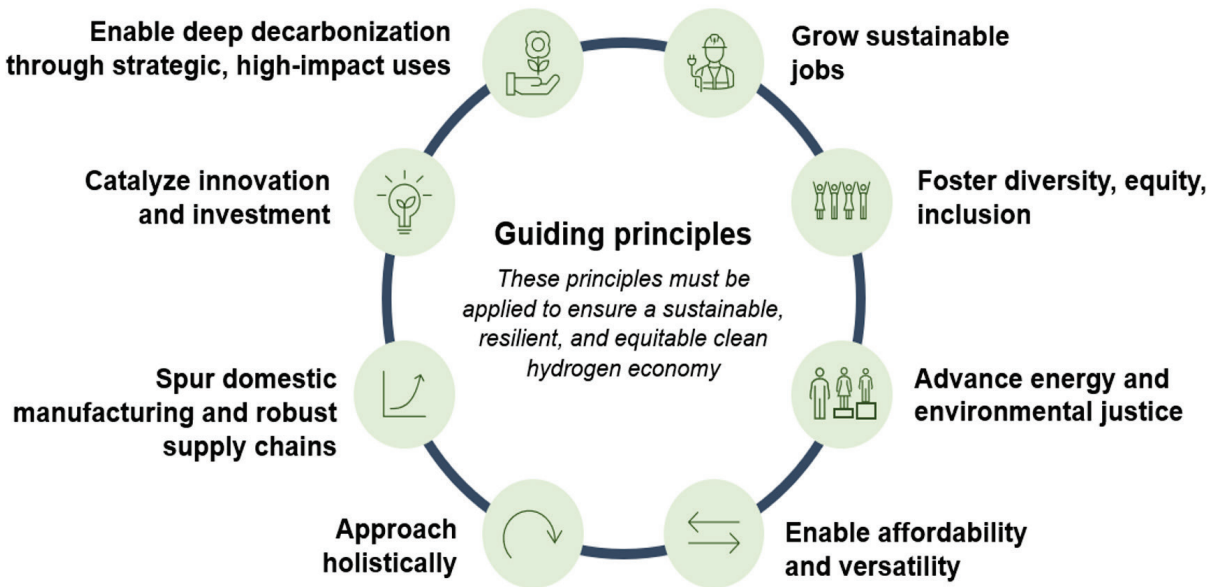 Enable deep decarbonization
through strategic, high-impact uses
Grow sustainable
jobs
Catalyze innovation
and investment
Foster diversity, equity,
inclusion
Guiding principles
These principles must be
applied to ensure a sustainable,
resilient, and equitable clean
hydrogen economy
Spur domestic
manufacturing and robust
supply chains
Advance energy and
environmental justice
Approach
holistically
Enable affordability
and versatility